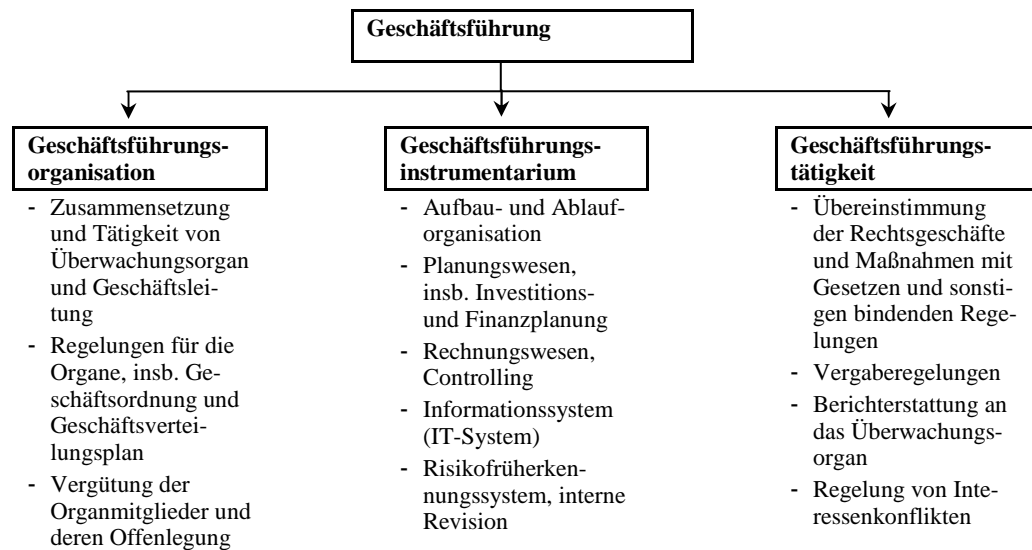 Geschäftsführung
Geschäftsführungs-
organisation
- Zusammensetzung
und Tätigkeit von
Überwachungsorgan
und Geschäftslei-
tung
- Regelungen für die
Organe, insb. Ge-
schäftsordnung und
Geschäftsvertei-
lungsplan
- Vergütung der
Organmitglieder und
deren Offenlegung
Geschäftsführungs-
instrumentarium
- Aufbau- und Ablauf-
organisation
- Planungswesen,
insb. Investitions-
und Finanzplanung
- Rechnungswesen,
Controlling
- Informationssystem
(IT-System)
- Risikofrüherken-
nungssystem, interne
Revision
Geschäftsführungs-
tätigkeit
- Übereinstimmung
der Rechtsgeschäfte
und Maßnahmen mit
Gesetzen und sonsti-
gen bindenden Rege-
lungen
- Vergaberegelungen
- Berichterstattung an
das Überwachungs-
organ
- Regelung von Inte-
ressenkonflikten